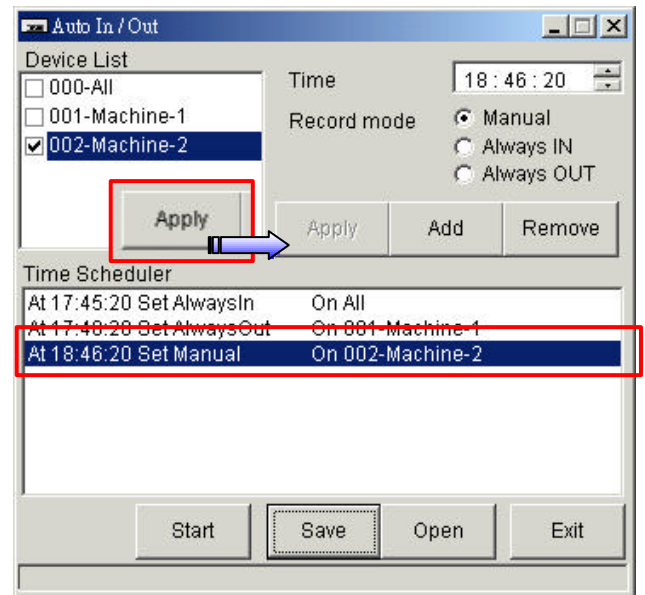 Auto In / Out
Device List
000-All
001-Machine-1
002-Machine-2
Time 18 : 46 : 20
Record mode Manual
Always IN
Always OUT
Apply
Apply Add Remove
Time Scheduler
At 17:45:20 Set AlwaysIn On All
At 17:48:20 Set AlwaysOut On 001-Machine-1
At 18:46:20 Set Manual On 002-Machine-2
Start Save Open Exit